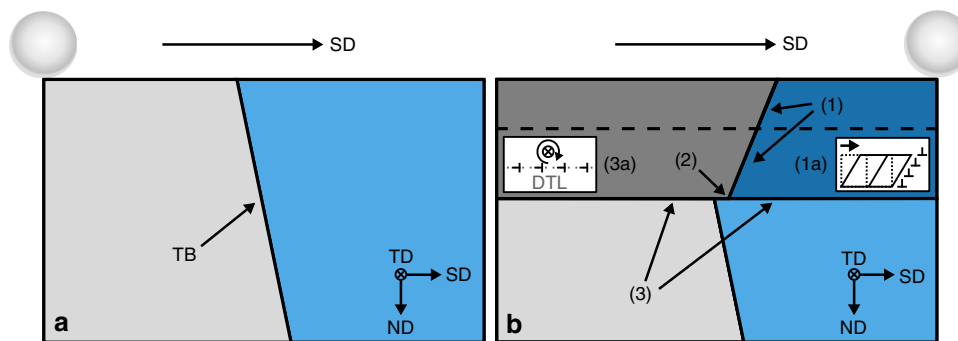 SD
TB
TD
SD
ND
a
SD
(1)
(2)
(3a)
(1a)
DTL
(3)
TD
SD
ND
b